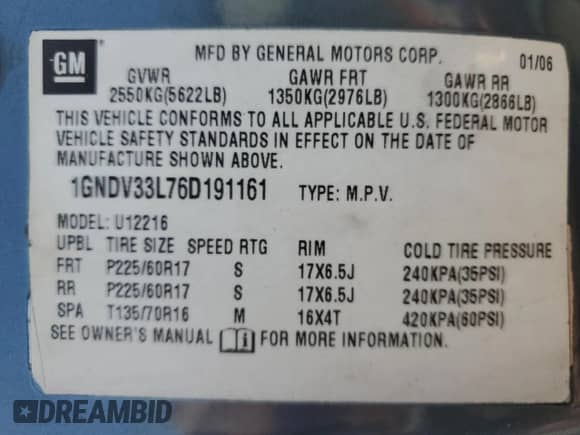 GM
MFD BY GENERAL MOTORS CORP. 01/06
GVWR GAWR FRT GAWR RR
2550KG(5622LB) 1350KG(2976LB) 1300KG(2866LB)
THIS VEHICLE CONFORMS TO ALL APPLICABLE U.S. FEDERAL MOTOR
VEHICLE SAFETY STANDARDS IN EFFECT ON THE DATE OF
MANUFACTURE SHOWN ABOVE.
1GNDV33L76D191161 TYPE: M.P.V.
MODEL: U12216
UPBL TIRE SIZE SPEED RTG RIM COLD TIRE PRESSURE
FRT P225/60R17 S 17X6.5J 240KPA(35PSI)
RR P225/60R17 S 17X6.5J 240KPA(35PSI)
SPA T135/70R16 M 16X4T 420KPA(60PSI)
SEE OWNER'S MANUAL FOR MORE INFORMATION.
DREAMBID